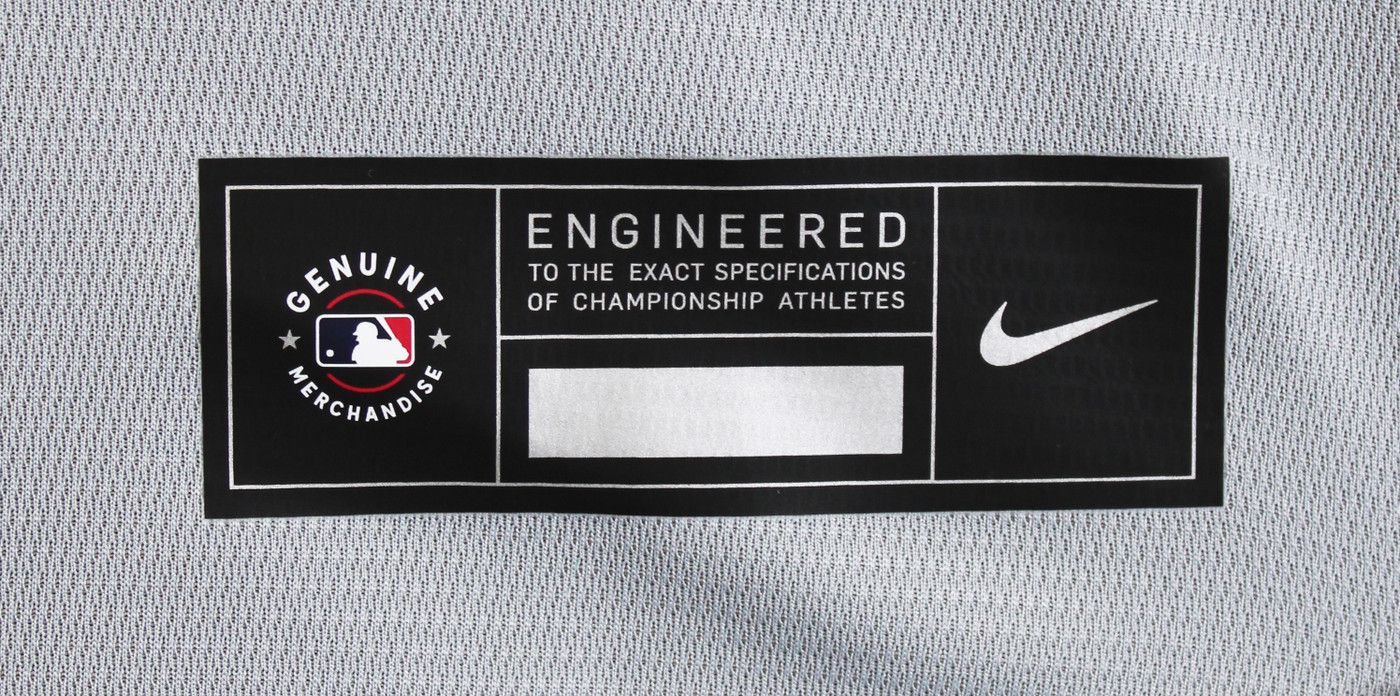 GENUINE
MERCHANDISE
ENGINEERED
TO THE EXACT SPECIFICATIONS
OF CHAMPIONSHIP ATHLETES